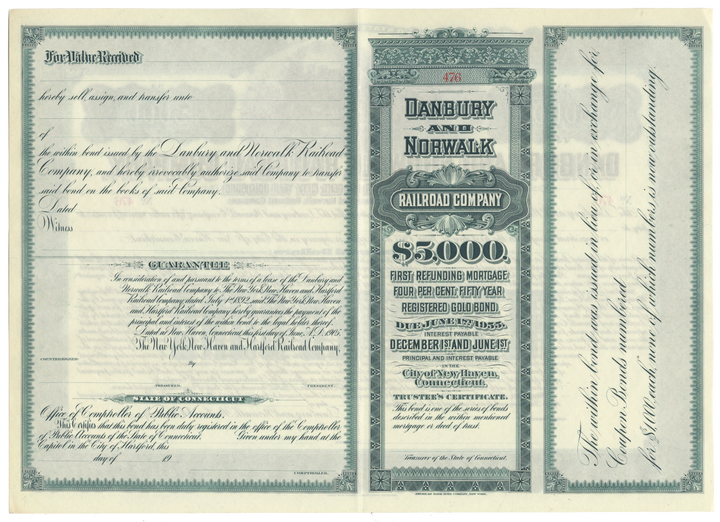 For Value Received
hereby sell, assign, and transfer unto
of
the within bond issued by the Danbury and Norwalk Railroad
Company, and hereby irrevocably authorize said Company to transfer
said bond on the books of said Company.
Dated
Witness
GUARANTEE
In consideration of and pursuant to the terms of a lease of the Danbury and
Norwalk Railroad Company to The New York, New Haven and Hartford
Railroad Company dated July 1st 1892, said The New York, New Haven
and Hartford Railroad Company hereby guarantees the payment of the
principal and interest of the within bond to the legal holder thereof.
Dated at New Haven, Connecticut this first day of June, A.D. 1905.
The New York, New Haven and Hartford Railroad Company,
COUNTERSIGNED:
By
TREASURER. PRESIDENT.
STATE OF CONNECTICUT
Office of Comptroller of Public Accounts.
This Certifies that this bond has been duly registered in the office of the Comptroller
of Public Accounts of the State of Connecticut. Given under my hand at the
Capitol in the City of Hartford, this
day of 19
COMPTROLLER.
476
DANBURY
AND
NORWALK
RAILROAD COMPANY
$5,000.
FIRST REFUNDING MORTGAGE
FOUR PER CENT. FIFTY YEAR
REGISTERED GOLD BOND.
DUE JUNE 1ST 1955.
INTEREST PAYABLE
DECEMBER 1ST AND JUNE 1ST
PRINCIPAL AND INTEREST PAYABLE
IN THE
City of New Haven,
Connecticut.
TRUSTEE'S CERTIFICATE.
This bond is one of the series of bonds
described in the within mentioned
mortgage or deed of trust.
Treasurer of the State of Connecticut.
AMERICAN BANK NOTE COMPANY, NEW YORK.
The within bond was issued in lieu of, or in exchange for
Coupon Bonds numbered
for $1,000 each, none of which numbers is now outstanding.